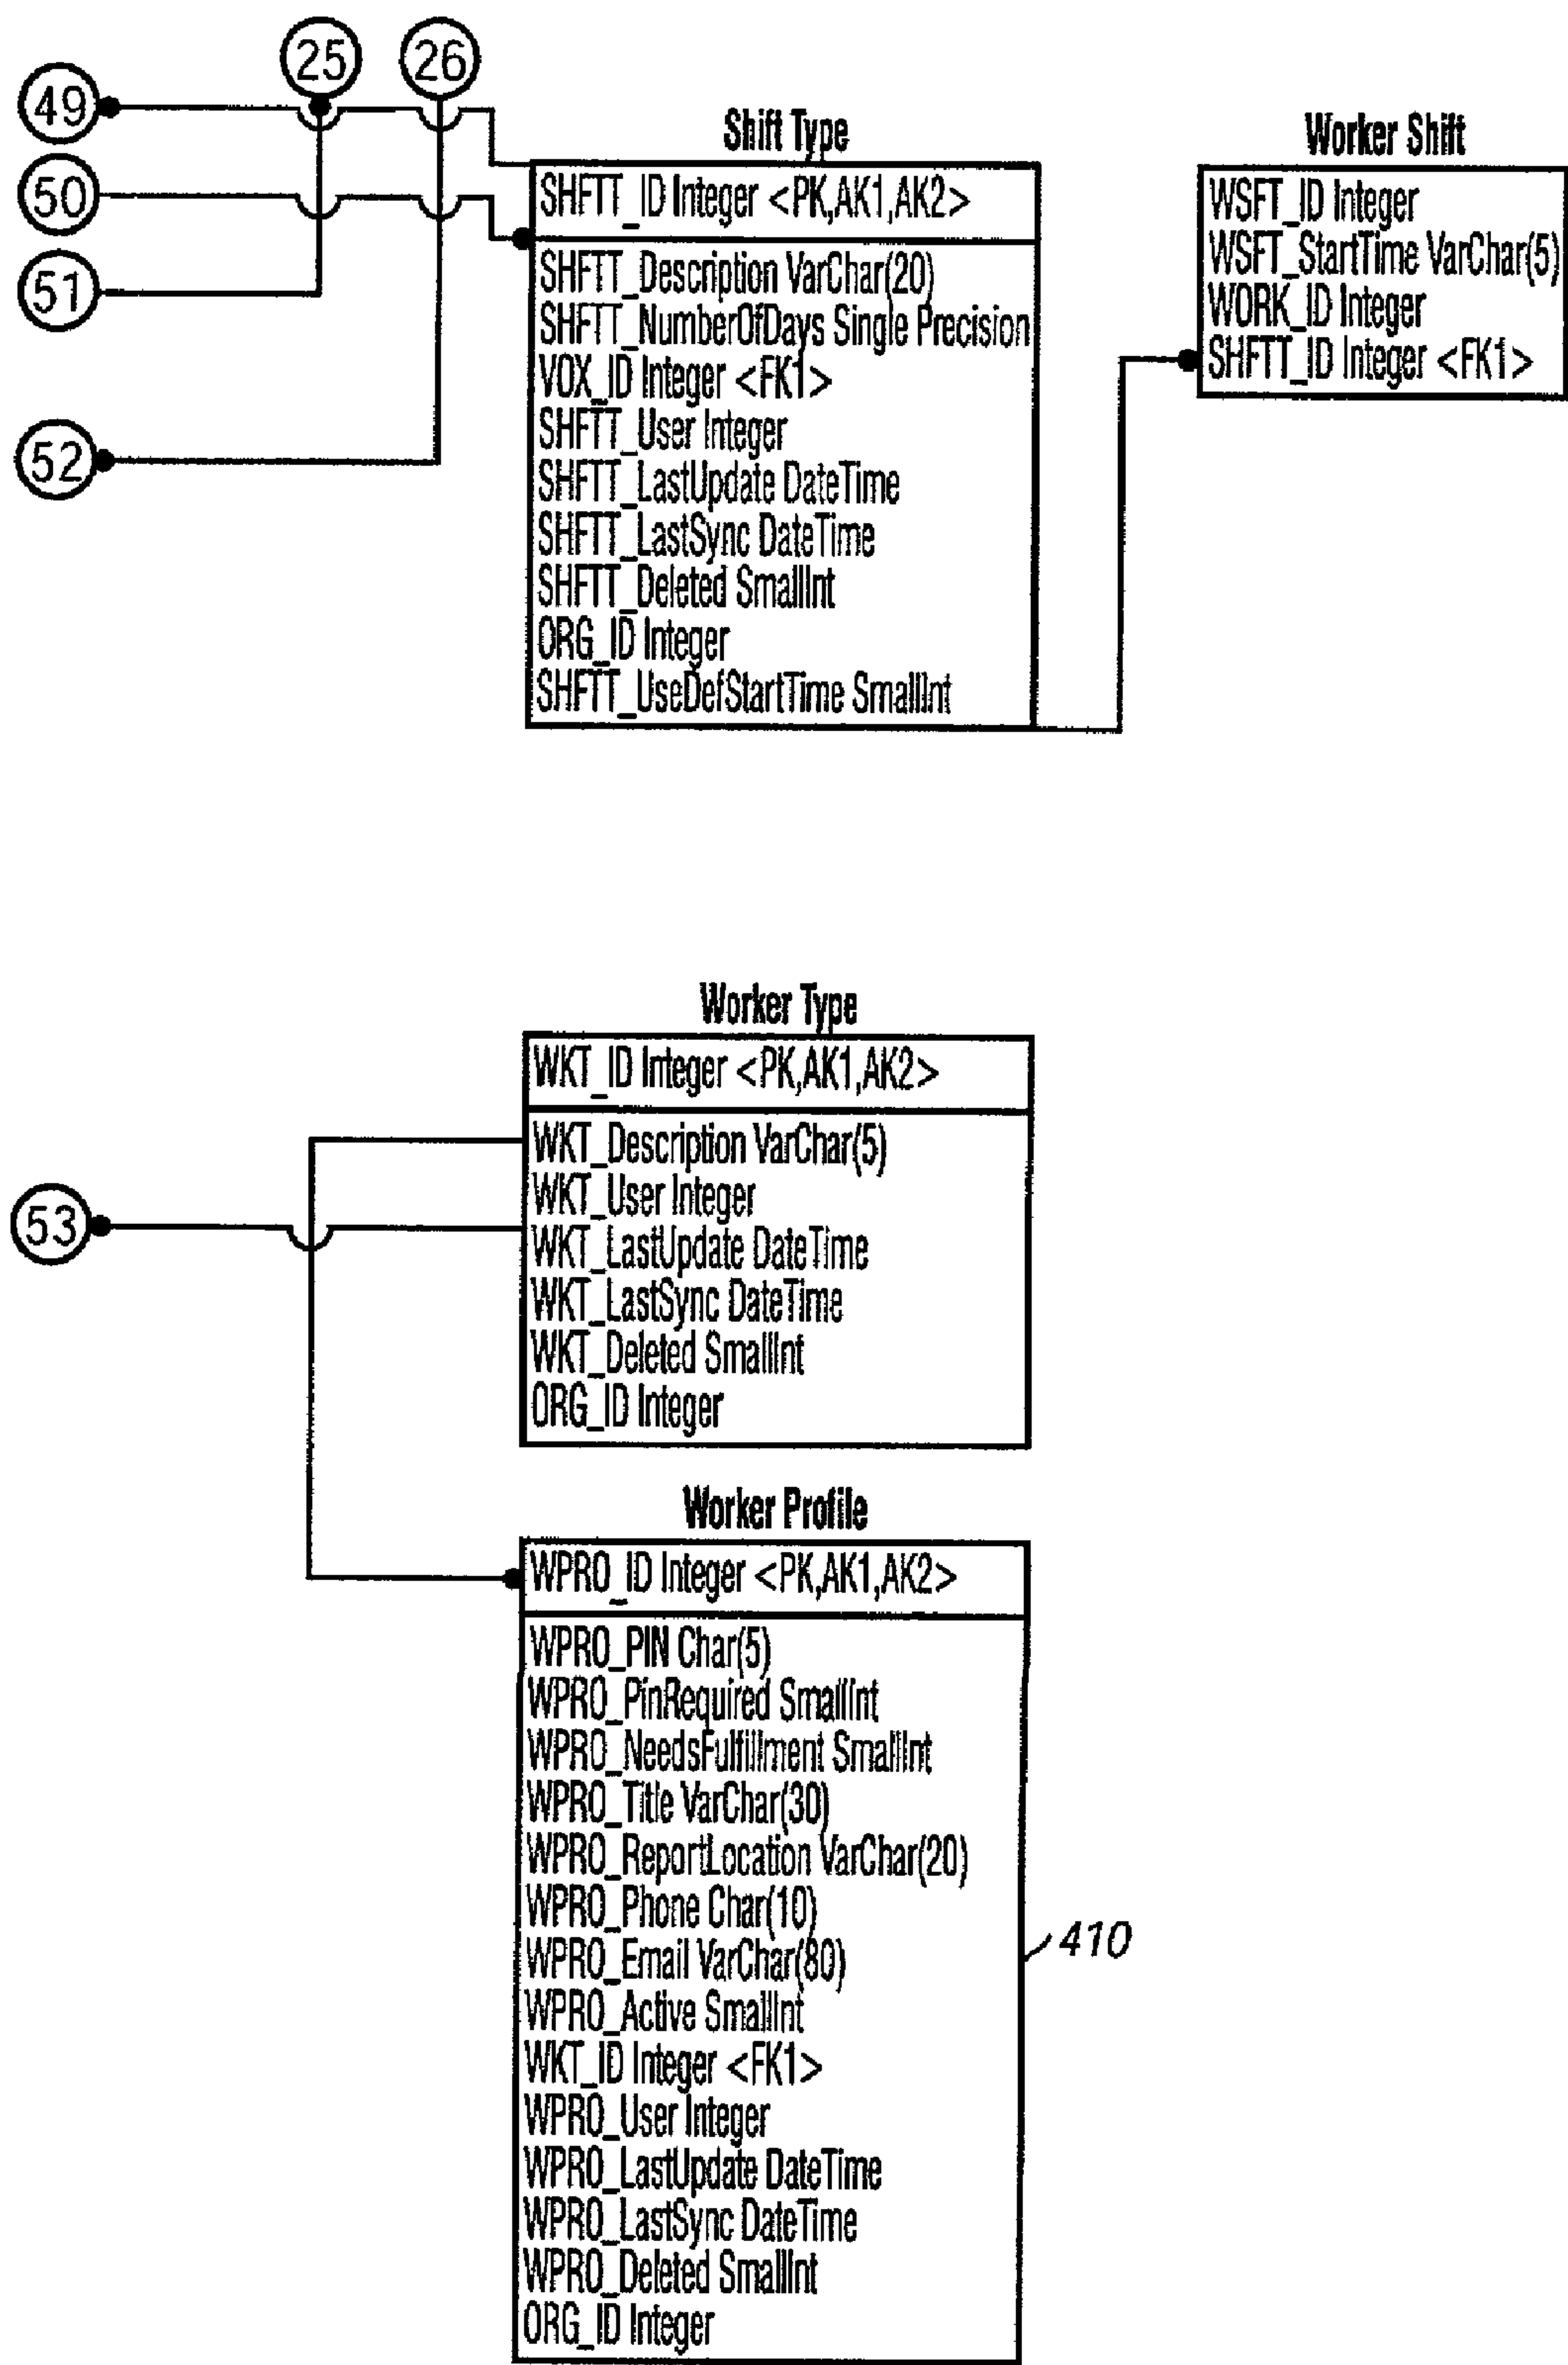 25
26
49
50
51
52
Shift Type
SHFTT_ID Integer <PK,AK1,AK2>
SHFTT_Description VarChar(20)
SHFTT_NumberOfDays Single Precision
VOX_ID Integer <FK1>
SHFTT_User Integer
SHFTT_LastUpdate DateTime
SHFTT_LastSync DateTime
SHFTT_Deleted SmallInt
ORG_ID Integer
SHFTT_UseDefStartTime SmallInt
Worker Shift
WSFT_ID Integer
WSFT_StartTime VarChar(5)
WORK_ID Integer
SHFTT_ID Integer <FK1>
53
Worker Type
WKT_ID Integer <PK,AK1,AK2>
WKT_Description VarChar(5)
WKT_User Integer
WKT_LastUpdate DateTime
WKT_LastSync DateTime
WKT_Deleted SmallInt
ORG_ID Integer
Worker Profile
WPRO_ID Integer <PK,AK1,AK2>
WPRO_PIN Char(5)
WPRO_PinRequired SmallInt
WPRO_NeedsFulfillment SmallInt
WPRO_Title VarChar(30)
WPRO_ReportLocation VarChar(20)
WPRO_Phone Char(10)
WPRO_Email VarChar(80)
WPRO_Active SmallInt
WKT_ID Integer <FK1>
WPRO_User Integer
WPRO_LastUpdate DateTime
WPRO_LastSync DateTime
WPRO_Deleted SmallInt
ORG_ID Integer
410